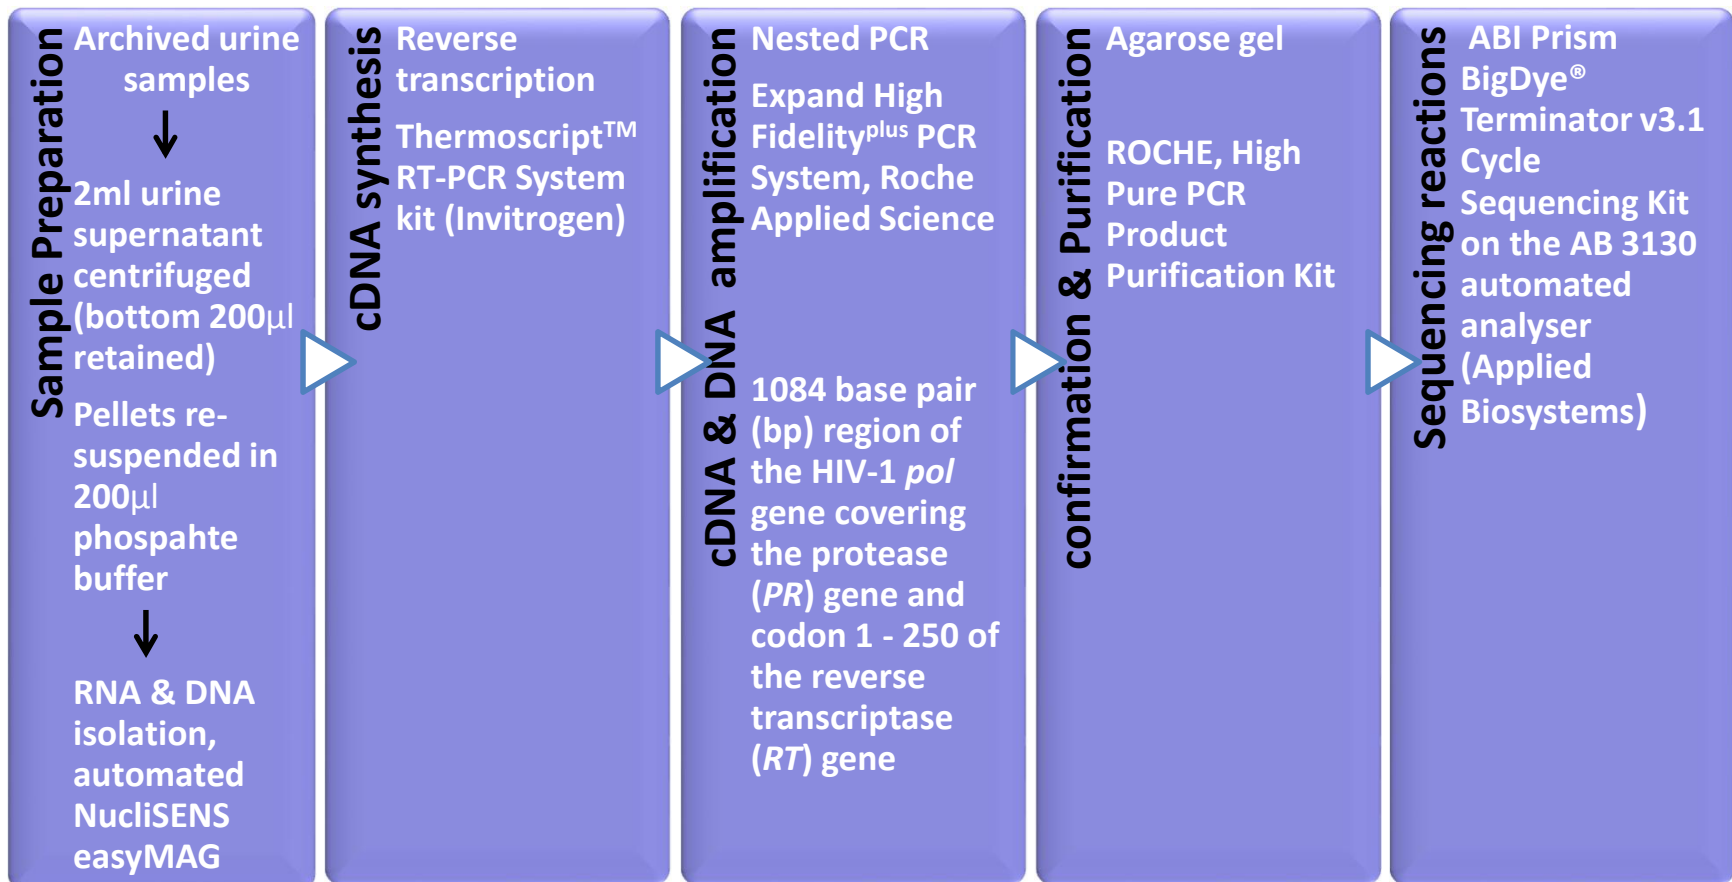 Sample Preparation
Archived urine
samples
2ml urine
supernatant
centrifuged
(bottom 200µl
retained)
Pellets re-
suspended in
200µl
phospahte
buffer
RNA & DNA
isolation,
automated
NucliSENS
easyMAG
cDNA synthesis
Reverse
transcription
Thermoscript™
RT-PCR System
kit (Invitrogen)
cDNA & DNA amplification
Nested PCR
Expand High
Fidelityplus PCR
System, Roche
Applied Science
1084 base pair
(bp) region of
the HIV-1 pol
gene covering
the protease
(PR) gene and
codon 1 - 250 of
the reverse
transcriptase
(RT) gene
confirmation & Purification
Agarose gel
ROCHE, High
Pure PCR
Product
Purification Kit
Sequencing reactions
ABI Prism
BigDye®
Terminator v3.1
Cycle
Sequencing Kit
on the AB 3130
automated
analyser
(Applied
Biosystems)